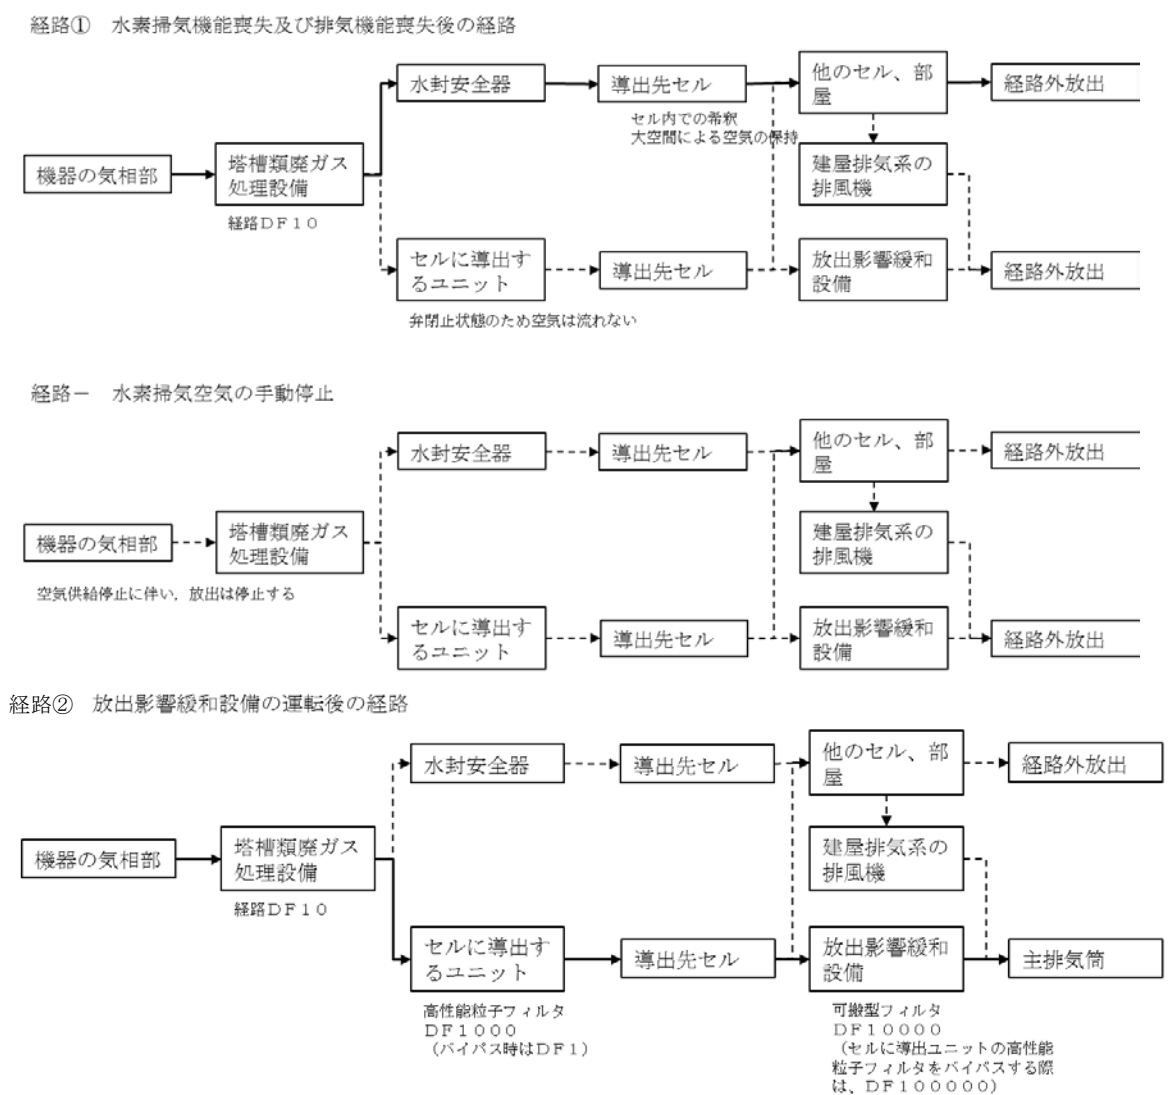 経路①　水素掃気機能喪失及び排気機能喪失後の経路
機器の気相部
塔槽類廃ガス
処理設備
経路ＤＦ１０
水封安全器
導出先セル
セル内での希釈
大空間による空気の保持
他のセル、部
屋
経路外放出
建屋排気系の
排風機
セルに導出す
るユニット
弁閉止状態のため空気は流れない
導出先セル
放出影響緩和
設備
経路外放出
経路－　水素掃気空気の手動停止
機器の気相部
空気供給停止に伴い，放出は停止する
塔槽類廃ガス
処理設備
水封安全器
導出先セル
他のセル、部
屋
経路外放出
建屋排気系の
排風機
セルに導出す
るユニット
導出先セル
放出影響緩和
設備
経路外放出
経路②　放出影響緩和設備の運転後の経路
機器の気相部
塔槽類廃ガス
処理設備
経路ＤＦ１０
水封安全器
導出先セル
他のセル、部
屋
経路外放出
建屋排気系の
排風機
セルに導出す
るユニット
高性能粒子フィルタ
ＤＦ１０００
（バイパス時はＤＦ１）
導出先セル
放出影響緩和
設備
可搬型フィルタ
ＤＦ１００００
（セルに導出ユニットの高性能
粒子フィルタをバイパスする際
は、ＤＦ１０００００）
主排気筒